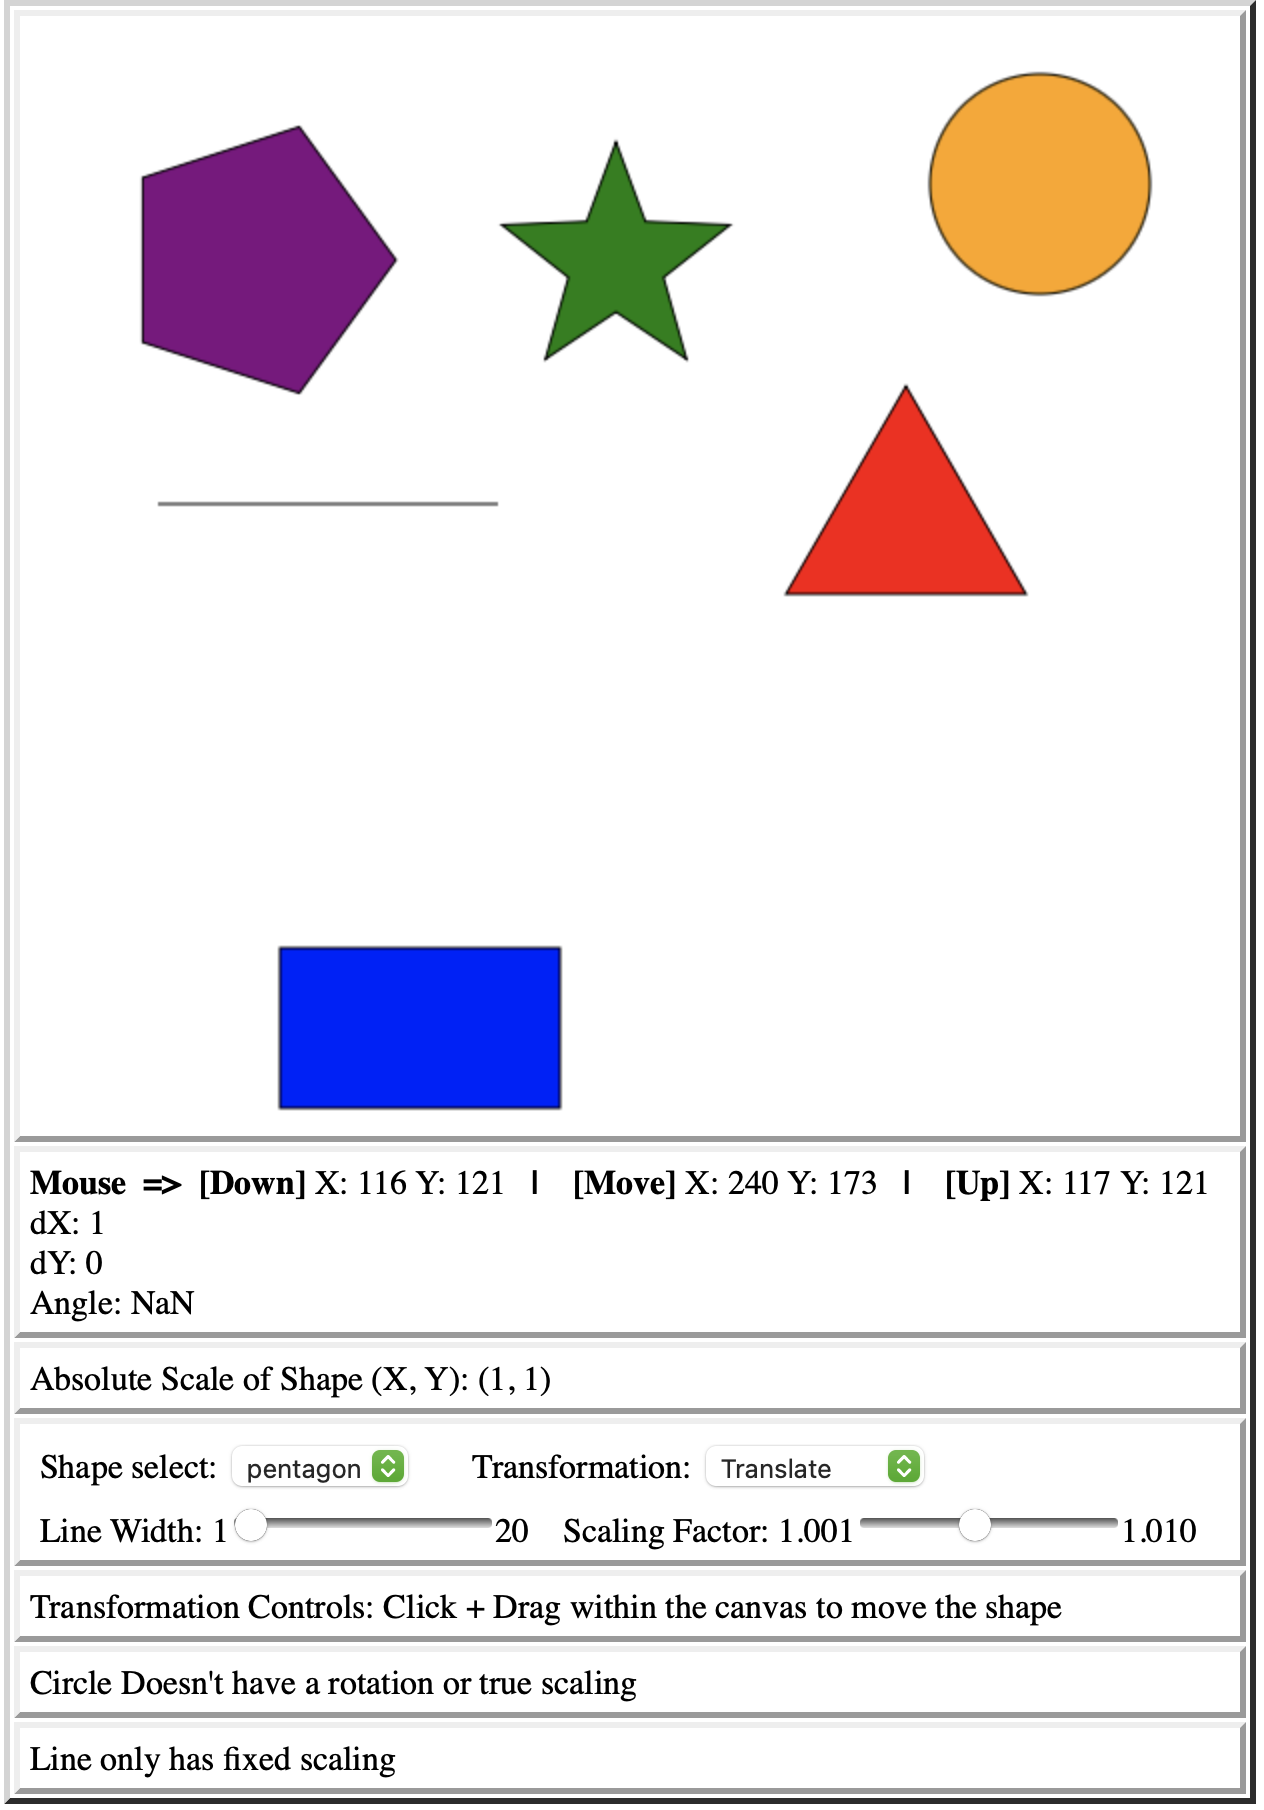 Mouse => [Down] X: 116 Y: 121 | [Move] X: 240 Y: 173 | [Up] X: 117 Y: 121
dX: 1
dY: 0
Angle: NaN
Absolute Scale of Shape (X, Y): (1, 1)
Shape select: pentagon Transformation: Translate
Line Width: 1 20 Scaling Factor: 1.001 1.010
Transformation Controls: Click + Drag within the canvas to move the shape
Circle Doesn't have a rotation or true scaling
Line only has fixed scaling